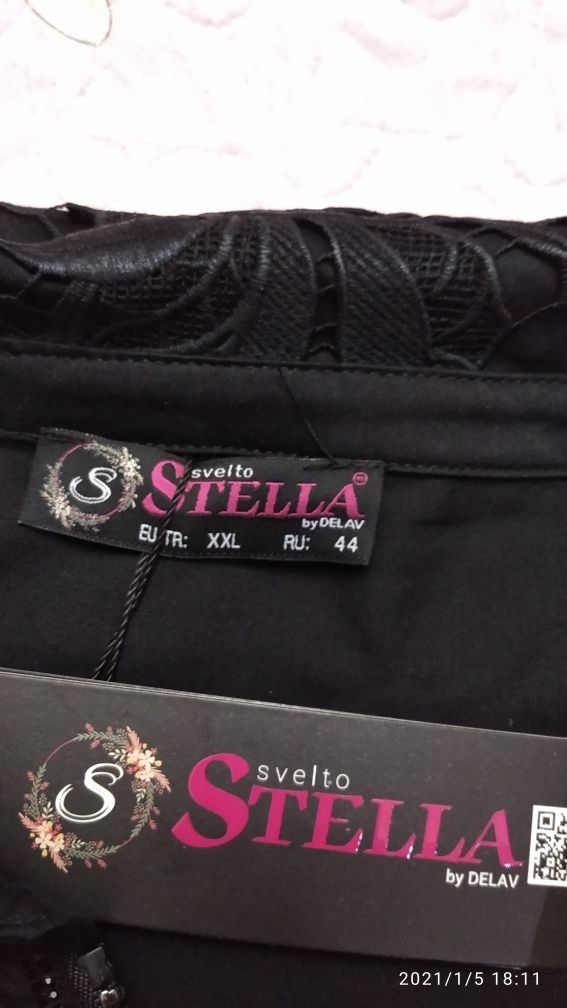 S
svelto
STELLA®
by DELAV
EU TR: XXL RU: 44
S
svelto
STELLA
by DELAV
2021/1/5 18:11